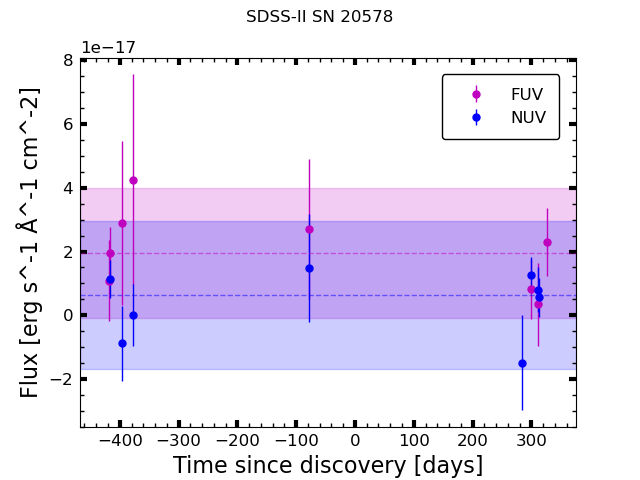 SDSS-II SN 20578
1e−17
8
6
4
2
0
−2
FUV
NUV
−400
−300
−200
−100
0
100
200
300
Flux [erg s^-1 Å^-1 cm^-2]
Time since discovery [days]